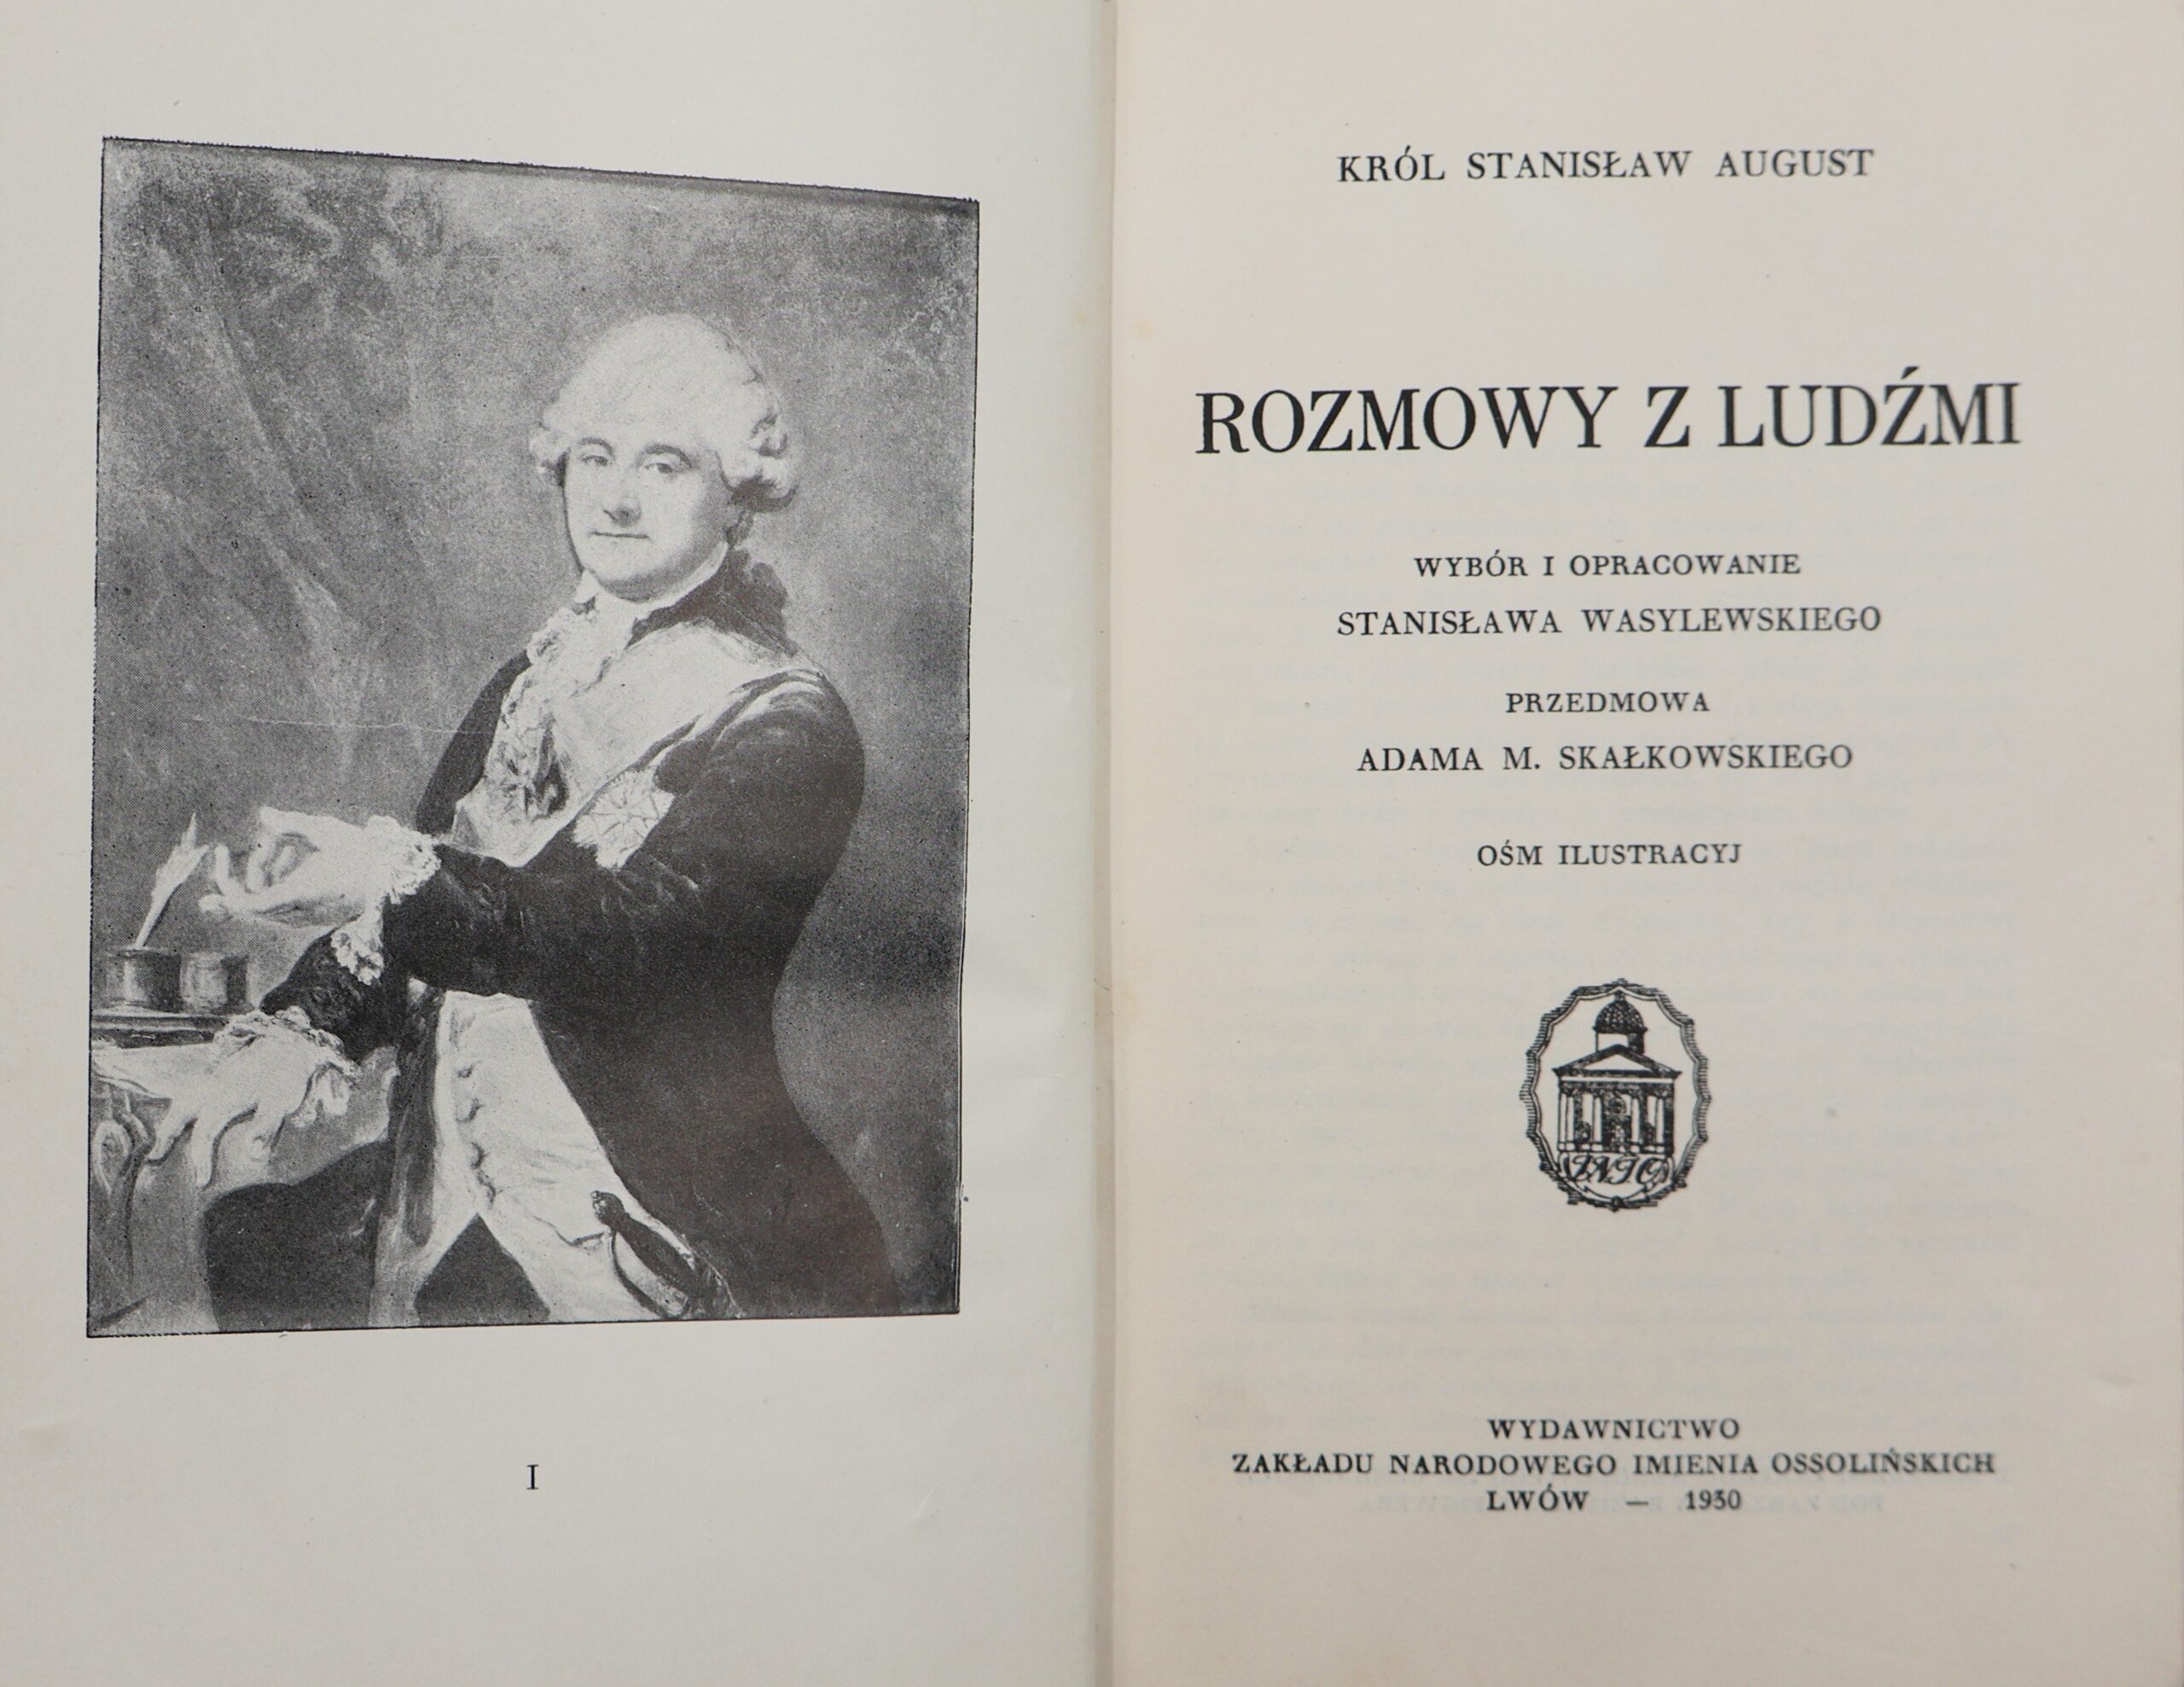 I
KRÓL STANISŁAW AUGUST
ROZMOWY Z LUDŹMI
WYBÓR I OPRACOWANIE
STANISŁAWA WASYLEWSKIEGO
PRZEDMOWA
ADAMA M. SKAŁKOWSKIEGO
OŚM ILUSTRACYJ
ZNIO
WYDAWNICTWO
ZAKŁADU NARODOWEGO IMIENIA OSSOLIŃSKICH
LWÓW — 1930